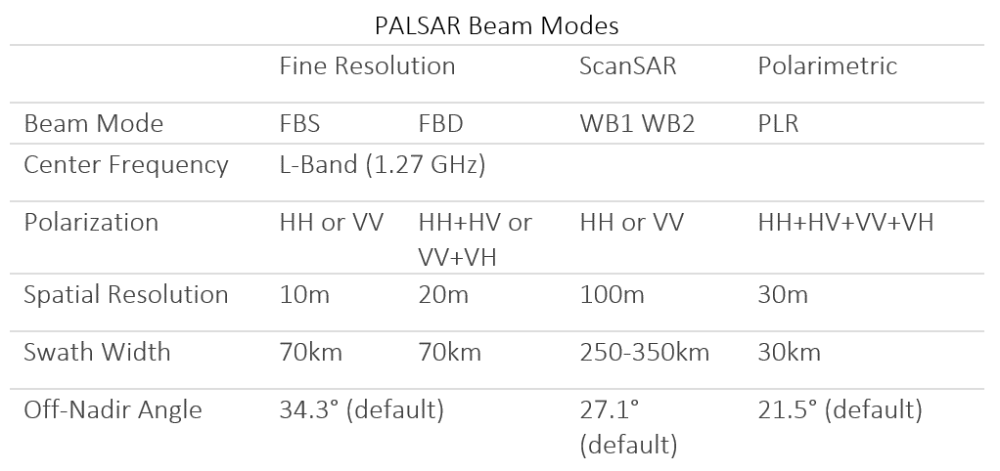 PALSAR Beam Modes
Fine Resolution ScanSAR Polarimetric
Beam Mode FBS FBD WB1 WB2 PLR
Center Frequency L-Band (1.27 GHz)
Polarization HH or VV HH+HV or HH or VV HH+HV+VV+VH
VV+VH
Spatial Resolution 10m 20m 100m 30m
Swath Width 70km 70km 250-350km 30km
Off-Nadir Angle 34.3° (default) 27.1° 21.5° (default)
(default)